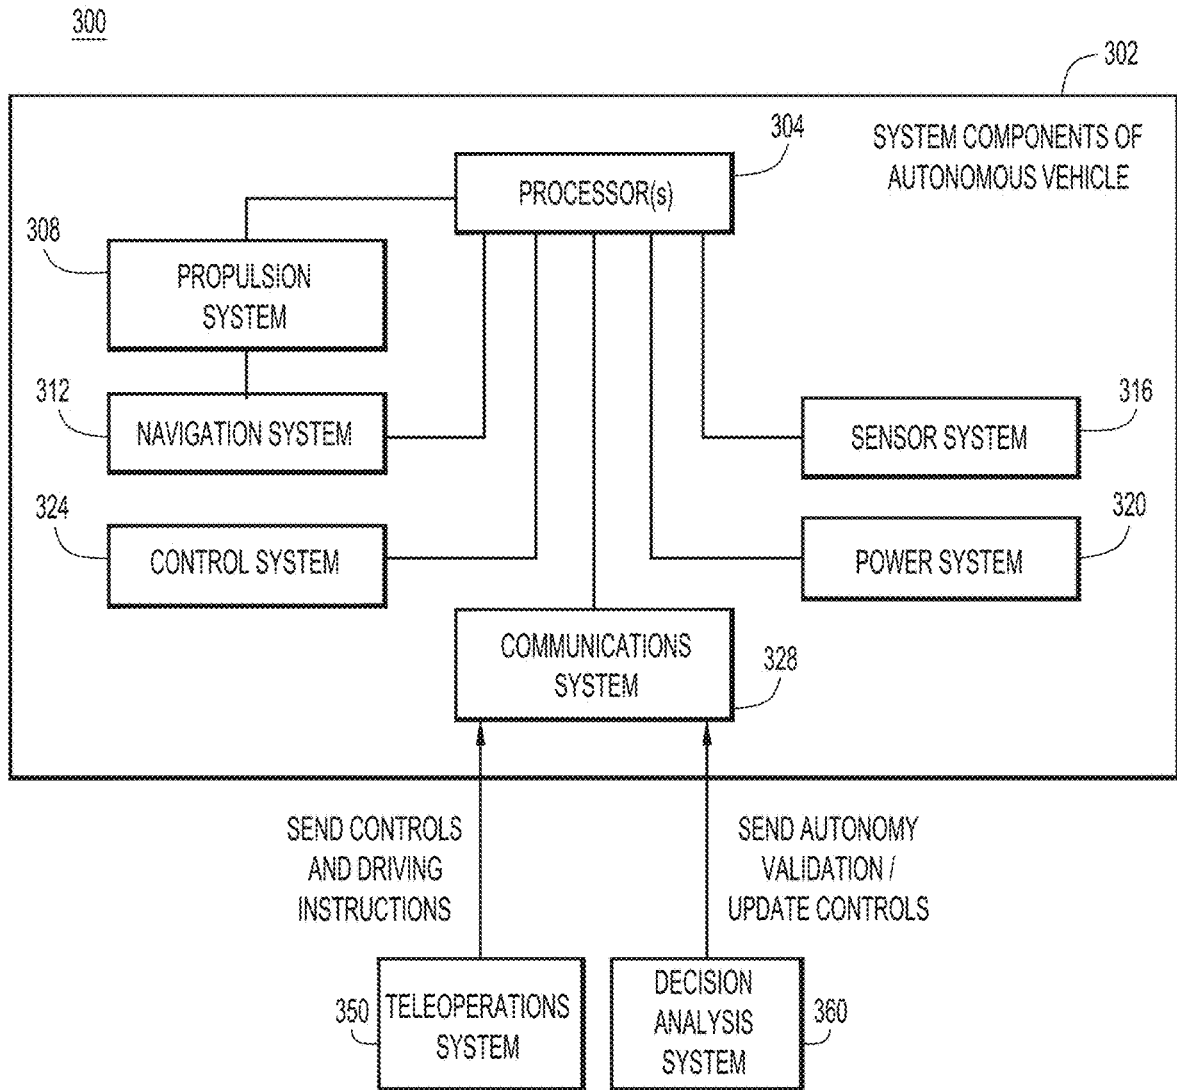 300
302
SYSTEM COMPONENTS OF
AUTONOMOUS VEHICLE
304
PROCESSOR(s)
308
PROPULSION
SYSTEM
312
NAVIGATION SYSTEM
316
SENSOR SYSTEM
324
CONTROL SYSTEM
320
POWER SYSTEM
COMMUNICATIONS
SYSTEM
328
SEND CONTROLS
AND DRIVING
INSTRUCTIONS
SEND AUTONOMY
VALIDATION /
UPDATE CONTROLS
350
TELEOPERATIONS
SYSTEM
DECISION
ANALYSIS
SYSTEM
360